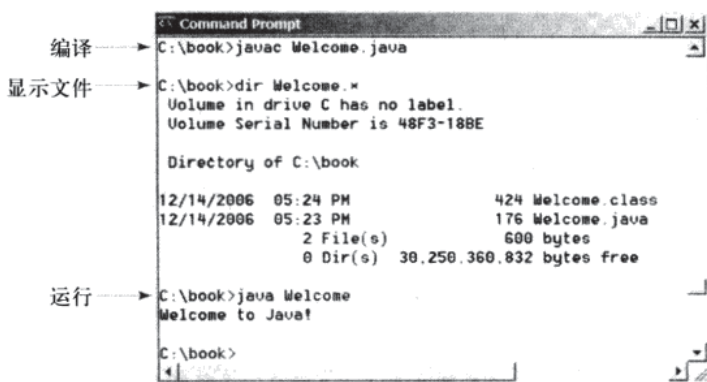 Command Prompt
编译 C:\book>javac Welcome.java
显示文件 C:\book>dir Welcome.*
Volume in drive C has no label.
Volume Serial Number is 48F3-18BE
Directory of C:\book
12/14/2006 05:24 PM 424 Welcome.class
12/14/2006 05:23 PM 176 Welcome.java
2 File(s) 600 bytes
0 Dir(s) 30,250,360,832 bytes free
运行 C:\book>java Welcome
Welcome to Java!
C:\book>